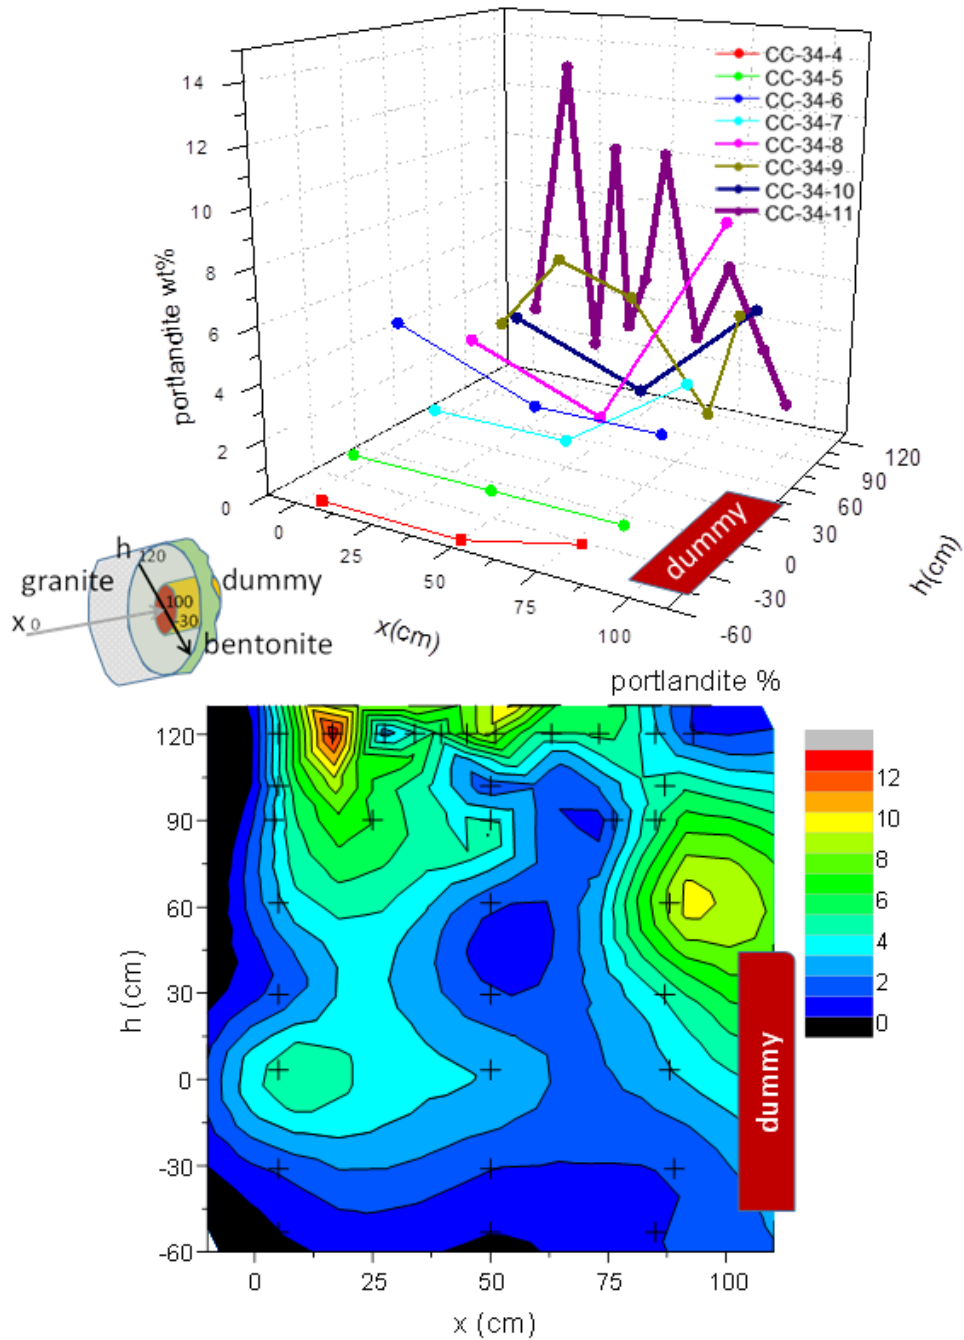 CC-34-4
CC-34-5
CC-34-6
CC-34-7
CC-34-8
CC-34-9
CC-34-10
CC-34-11
portlandite wt%
14
12
10
8
6
4
2
0
0
25
50
75
100
x(cm)
120
90
60
30
0
-30
-60
h(cm)
dummy
h 120
granite
dummy
100
-30
x 0
bentonite
portlandite %
120
90
60
30
0
-30
-60
h (cm)
0
25
50
75
100
x (cm)
dummy
12
10
8
6
4
2
0